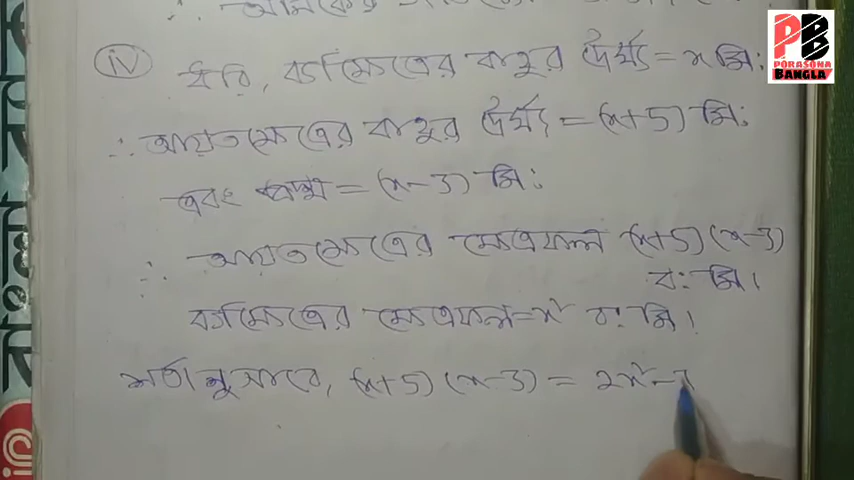 (iv) ধরি, বর্গক্ষেত্রের বাহুর দৈর্ঘ্য = x মি:
∴ আয়তক্ষেত্রের বাহুর দৈর্ঘ্য = (x+5) মি:
এবং প্রস্থ = (x-3) মি:
∴ আয়তক্ষেত্রের ক্ষেত্রফল (x+5) (x-3)
ব: মি।
বর্গক্ষেত্রের ক্ষেত্রফল = x² ব: মি।
শর্তানুসারে, (x+5) (x-3) = 2x² -
PB
PORASONA
BANGLA